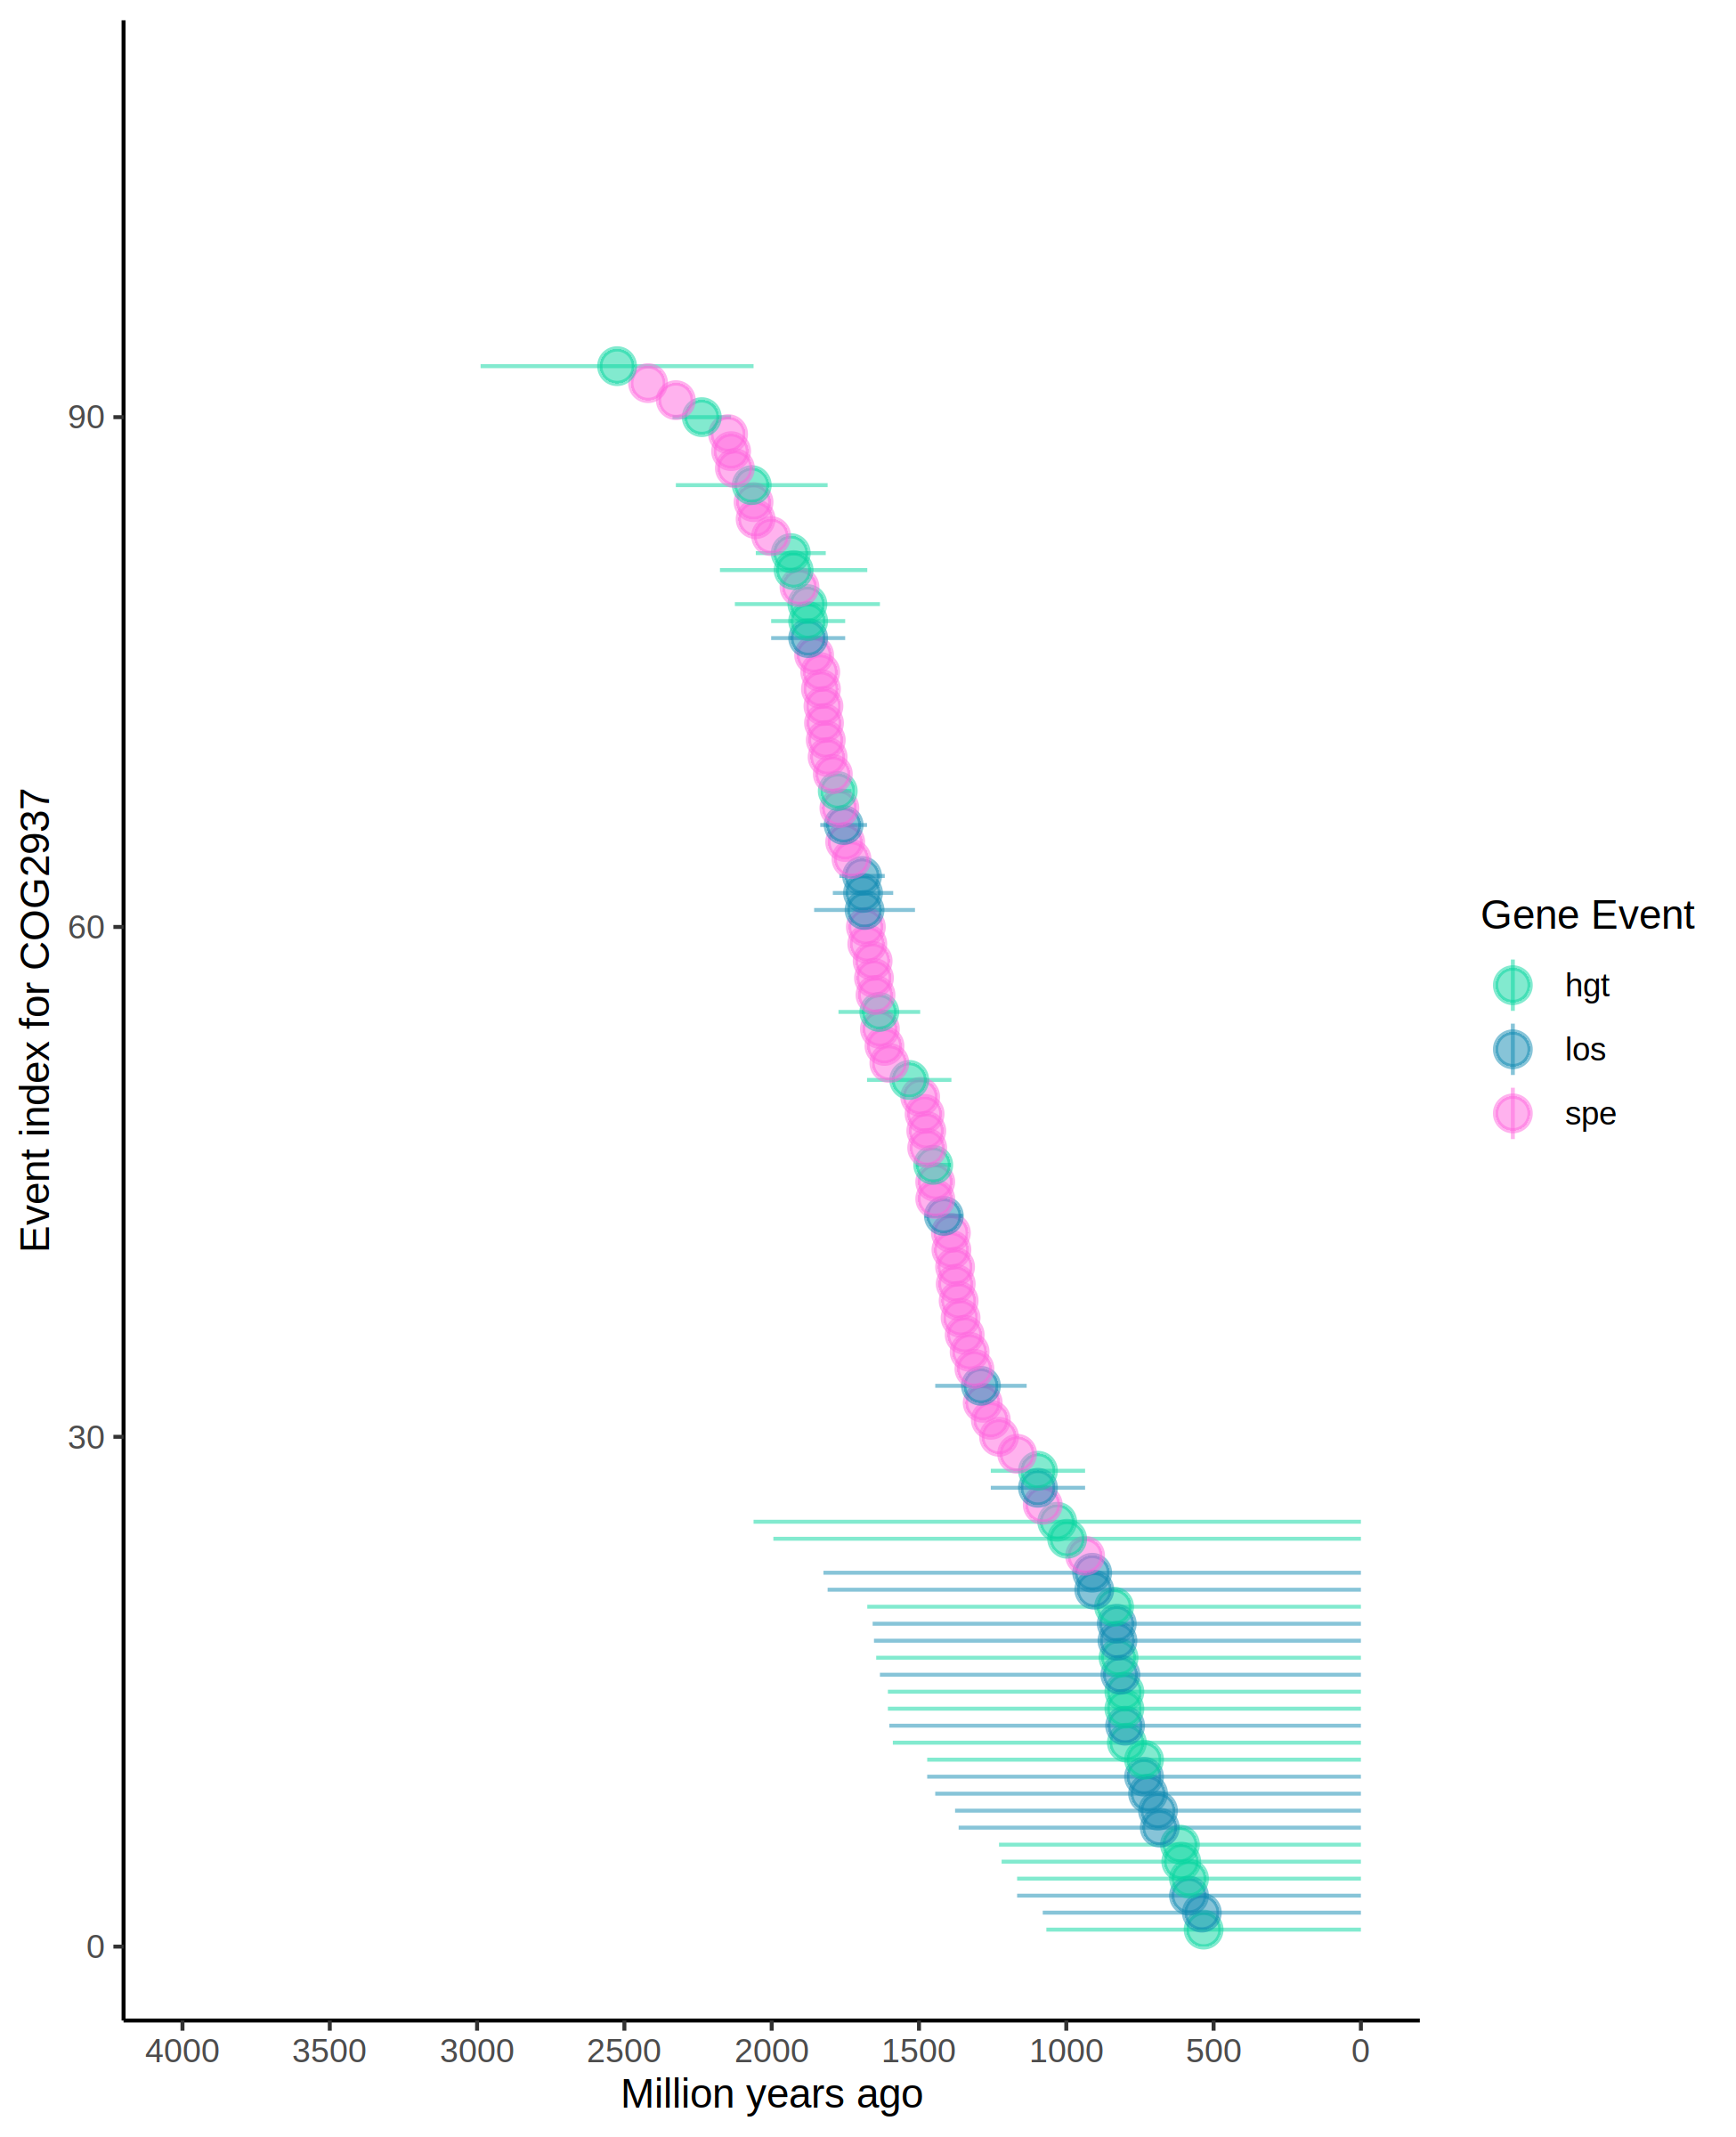 Event index for COG2937
90
60
30
0
4000 3500 3000 2500 2000 1500 1000 500 0
Million years ago
Gene Event
hgt
los
spe